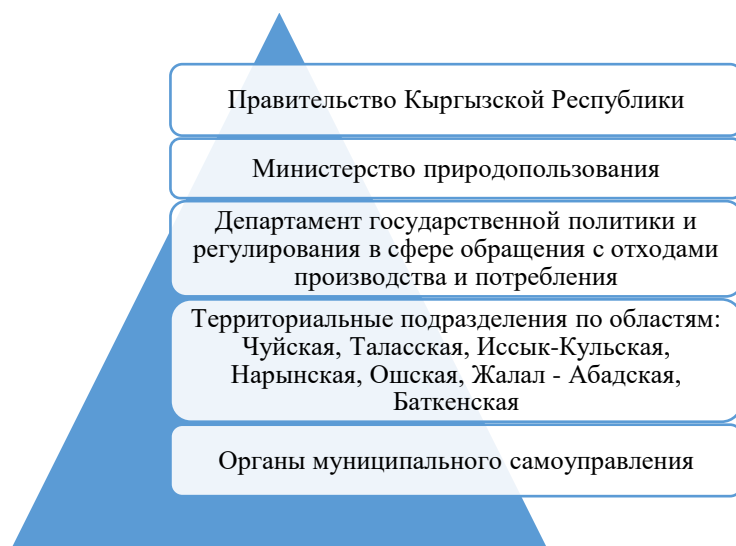 Правительство Кыргызской Республики
Министерство природопользования
Департамент государственной политики и
регулирования в сфере обращения с отходами
производства и потребления
Территориальные подразделения по областям:
Чуйская, Таласская, Иссык-Кульская,
Нарынская, Ошская, Жалал - Абадская,
Баткенская
Органы муниципального самоуправления